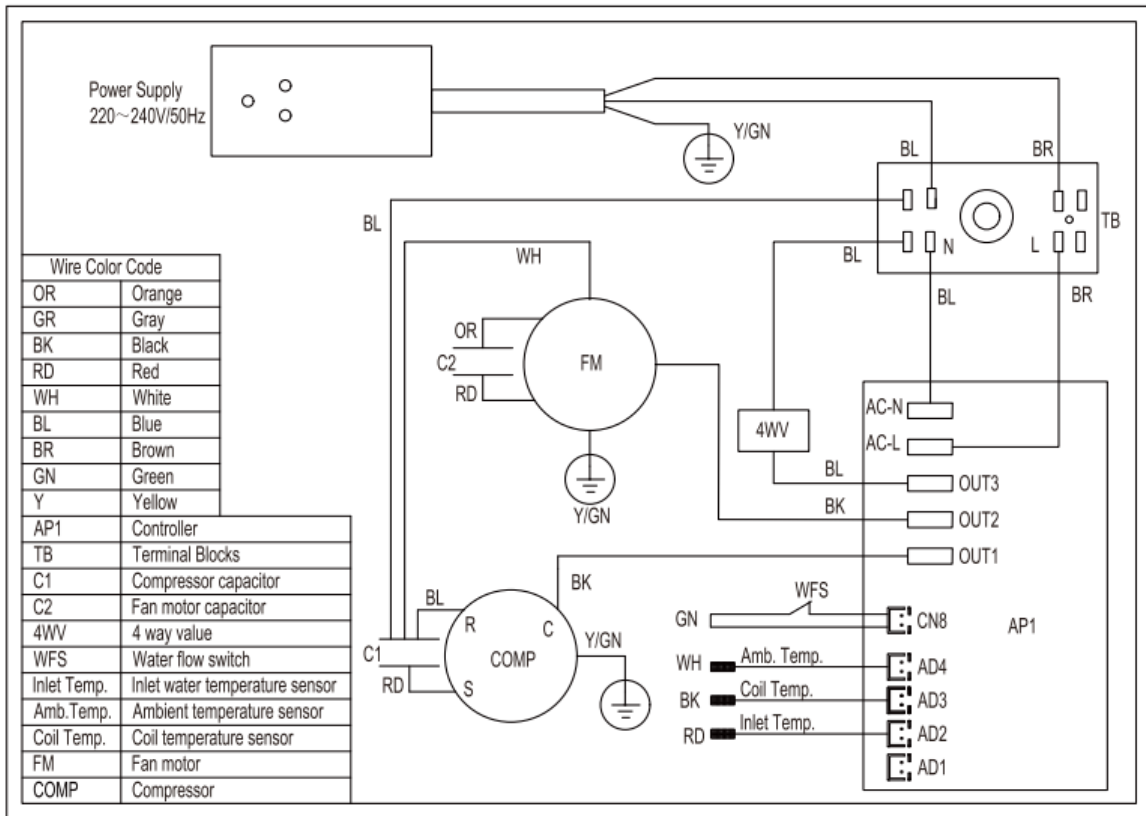 Power Supply
220～240V/50Hz
Y/GN
BL
BR
TB
N
L
BL
BL
BL
BR
WH
OR
C2
RD
FM
Y/GN
4WV
BL
BK
AC-N
AC-L
OUT3
OUT2
OUT1
BK
BL
R
C
COMP
S
C1
RD
Y/GN
WFS
GN
CN8
AP1
WH
Amb. Temp.
AD4
BK
Coil Temp.
AD3
RD
Inlet Temp.
AD2
AD1
Wire Color Code
OR Orange
GR Gray
BK Black
RD Red
WH White
BL Blue
BR Brown
GN Green
Y Yellow
AP1 Controller
TB Terminal Blocks
C1 Compressor capacitor
C2 Fan motor capacitor
4WV 4 way value
WFS Water flow switch
Inlet Temp. Inlet water temperature sensor
Amb.Temp. Ambient temperature sensor
Coil Temp. Coil temperature sensor
FM Fan motor
COMP Compressor